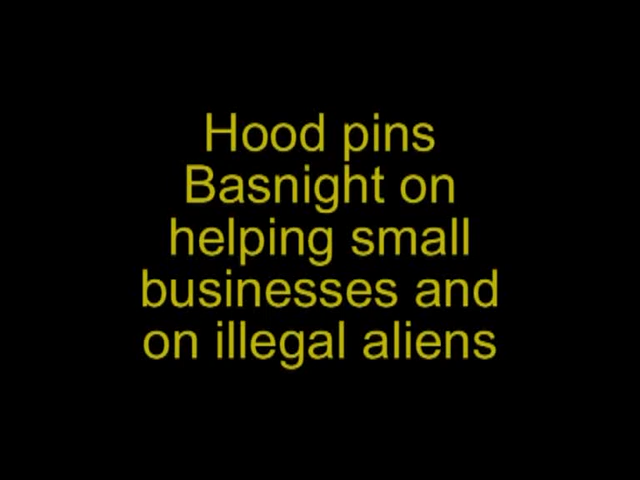 Hood pins
Basnight on
helping small
businesses and
on illegal aliens